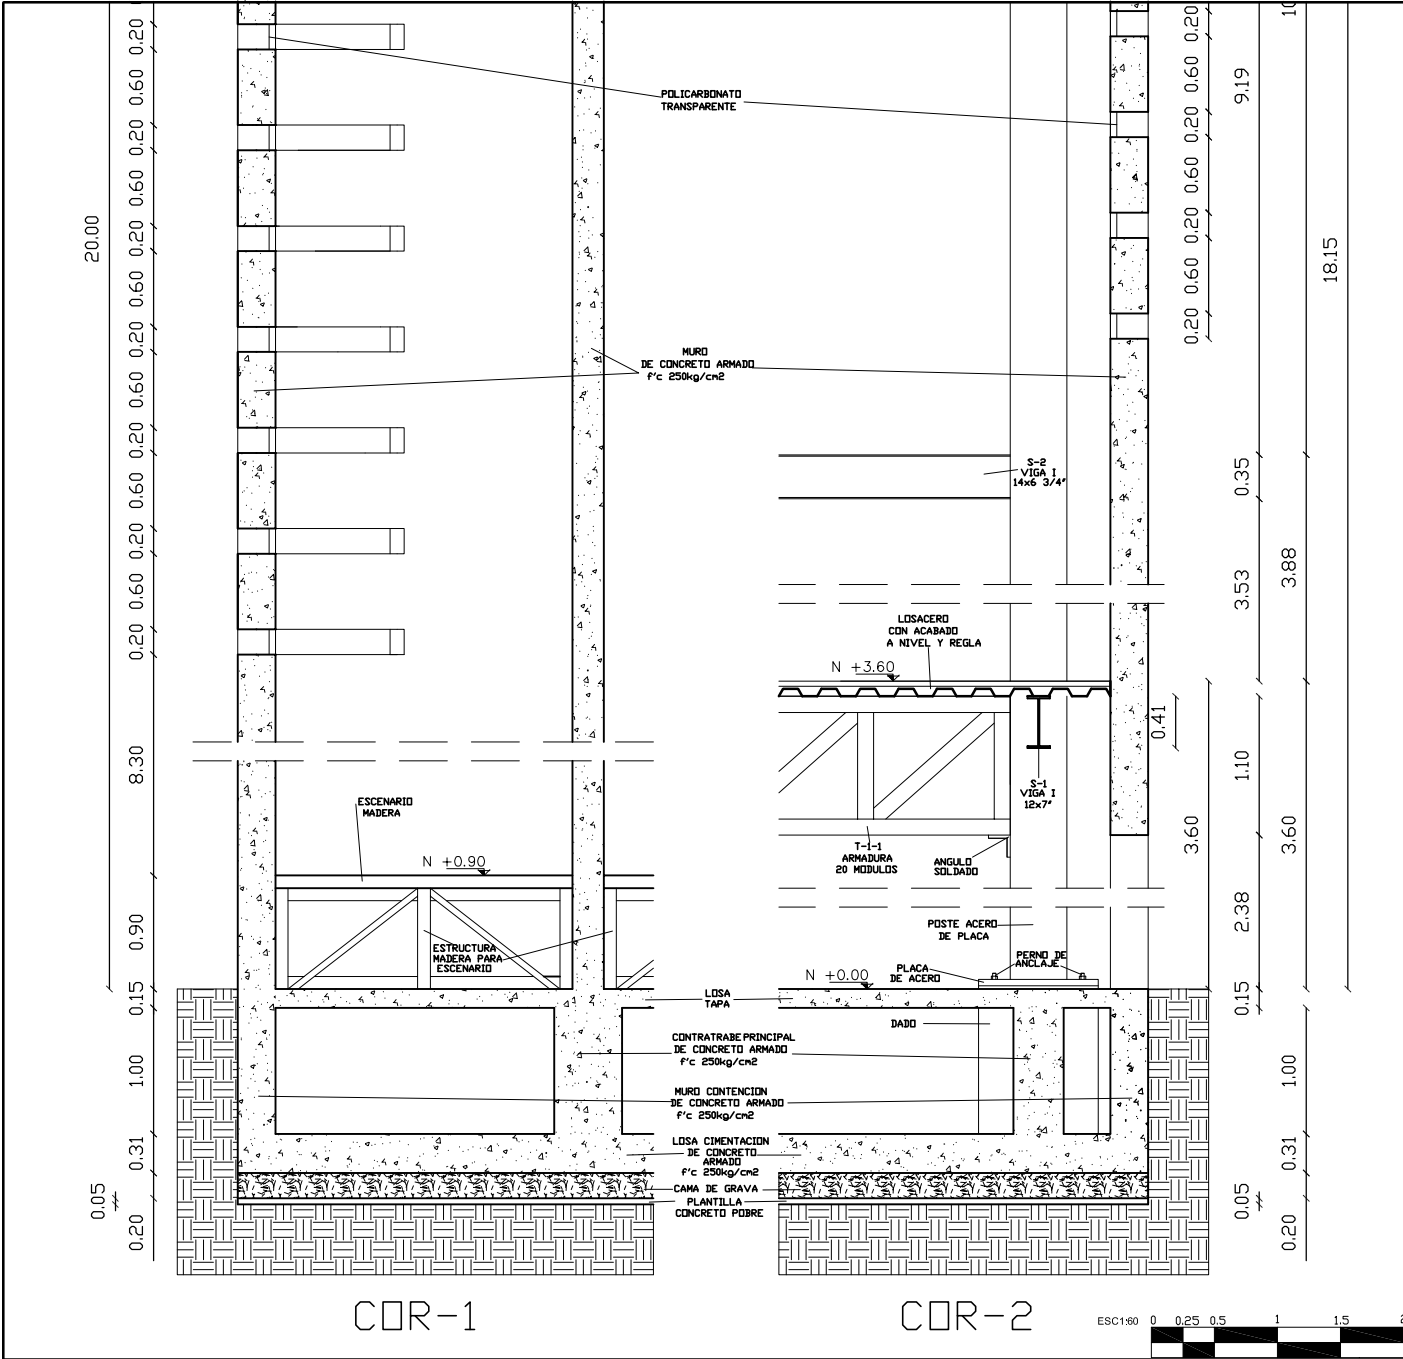 20.00
0.20
0.60
0.20
0.60
0.20
0.60
0.20
0.60
0.20
0.60
0.20
0.60
0.20
8.30
0.90
0.15
1.00
0.31
0.05
0.20
POLICARBONATO
TRANSPARENTE
MURO
DE CONCRETO ARMADO
f'c 250kg/cm2
ESCENARIO
MADERA
N +0.90
ESTRUCTURA
MADERA PARA
ESCENARIO
S-2
VIGA I
14x6 3/4"
LOSACERO
CON ACABADO
A NIVEL Y REGLA
N +3.60
S-1
VIGA I
12x7"
T-1-1
ARMADURA
20 MODULOS
ANGULO
SOLDADO
POSTE ACERO
DE PLACA
PERNO DE
ANCLAJE
PLACA
DE ACERO
N +0.00
LOSA
TAPA
DADO
CONTRATRABE PRINCIPAL
DE CONCRETO ARMADO
f'c 250kg/cm2
MURO CONTENCION
DE CONCRETO ARMADO
f'c 250kg/cm2
LOSA CIMENTACION
DE CONCRETO
ARMADO
f'c 250kg/cm2
CAMA DE GRAVA
PLANTILLA
CONCRETO POBRE
0.20
0.60
0.20
0.60
0.20
0.60
0.20
9.19
10
18.15
0.35
3.53
3.88
0.41
1.10
3.60
3.60
2.38
0.15
1.00
0.31
0.05
0.20
COR-1
COR-2
ESC1:60 0 0.25 0.5 1 1.5 2